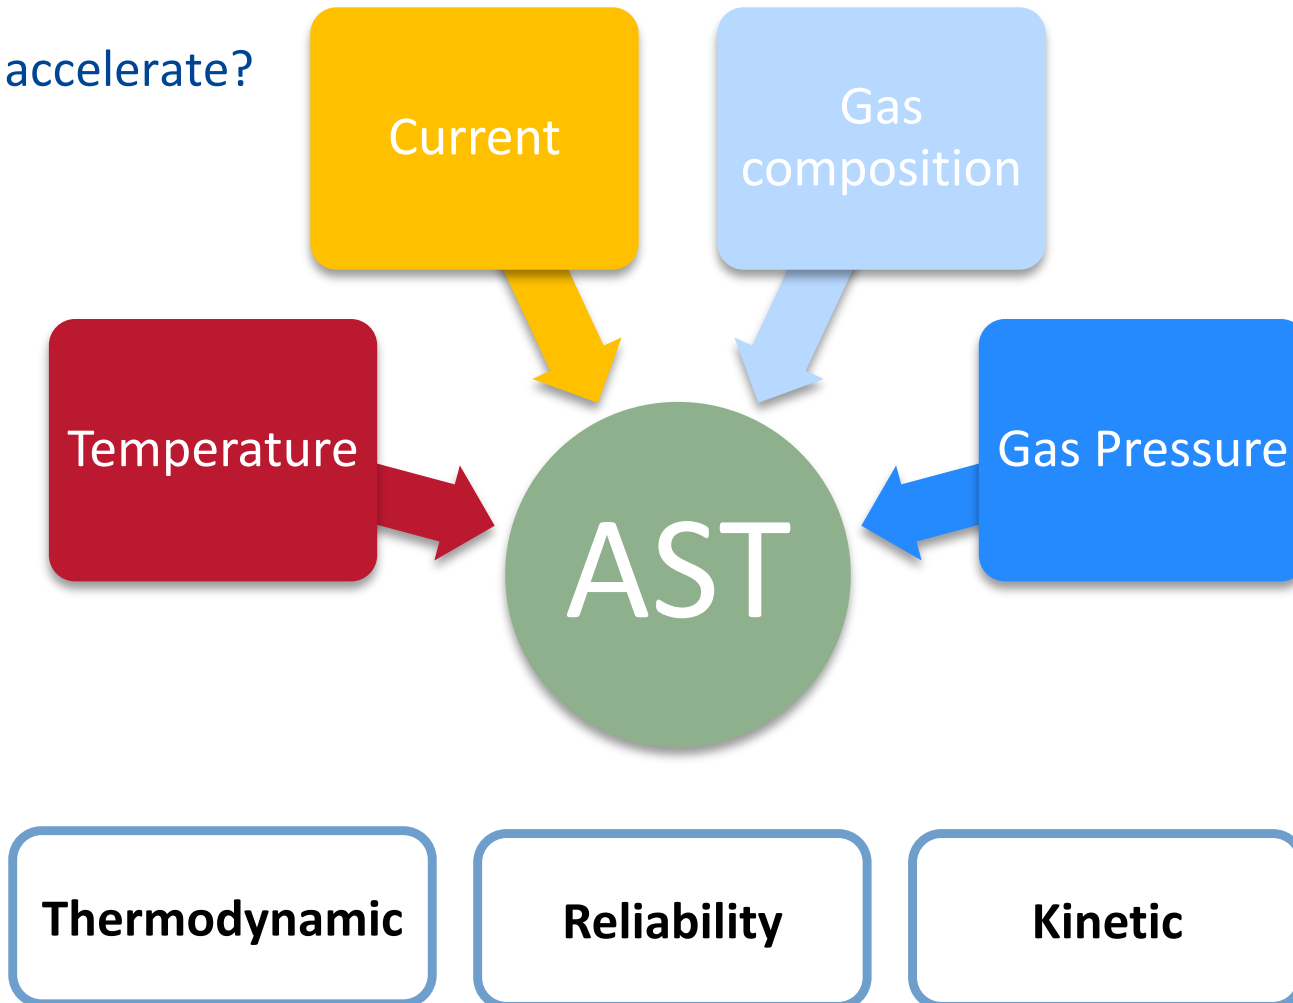 accelerate?
Current
Gas
composition
Temperature
Gas Pressure
AST
Thermodynamic
Reliability
Kinetic